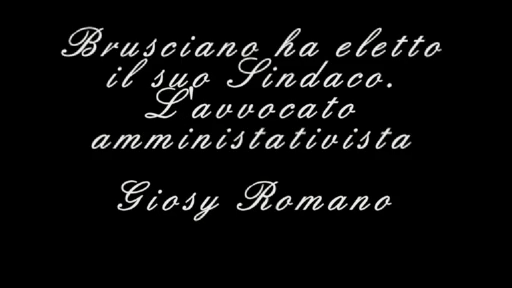 Brusciano ha eletto
il suo Sindaco.
L'avvocato
amministativista
Giosy Romano